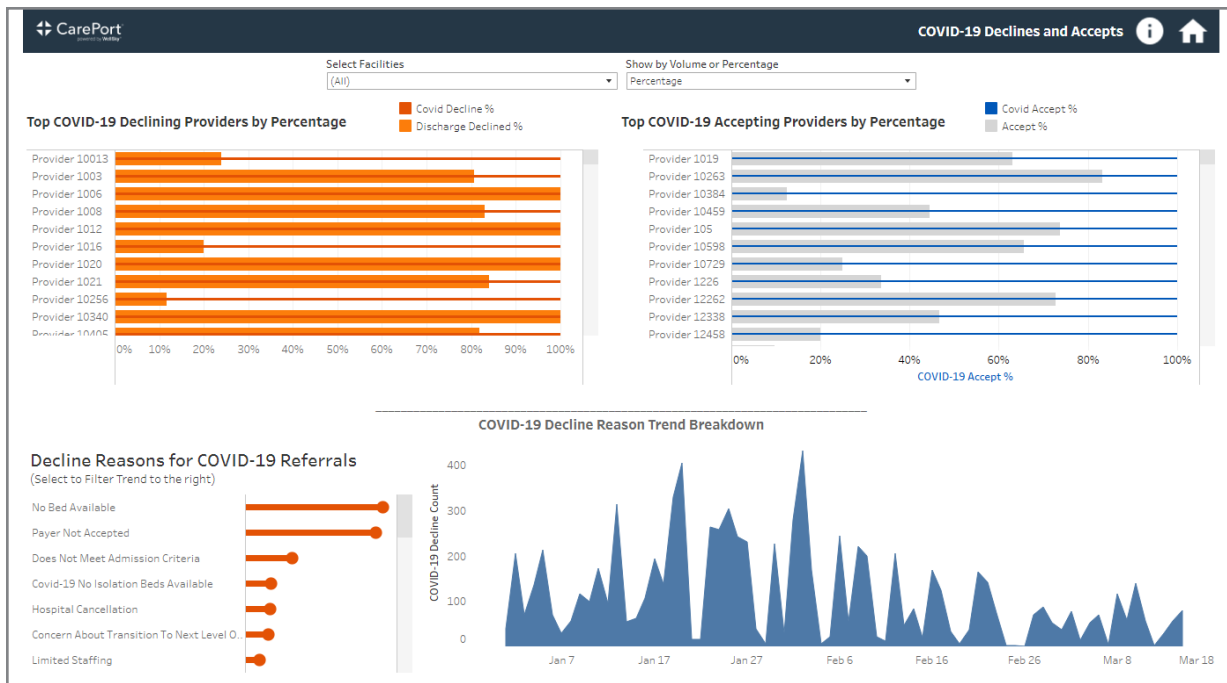 CarePort
powered by WellSky
COVID-19 Declines and Accepts
i
Select Facilities
(All)
Show by Volume or Percentage
Percentage
Top COVID-19 Declining Providers by Percentage
Covid Decline %
Discharge Declined %
Provider 10013
Provider 1003
Provider 1006
Provider 1008
Provider 1012
Provider 1016
Provider 1020
Provider 1021
Provider 10256
Provider 10340
Provider 10405
0% 10% 20% 30% 40% 50% 60% 70% 80% 90% 100%
Top COVID-19 Accepting Providers by Percentage
Covid Accept %
Accept %
Provider 1019
Provider 10263
Provider 10384
Provider 10459
Provider 105
Provider 10598
Provider 10729
Provider 1226
Provider 12262
Provider 12338
Provider 12458
0% 20% 40% 60% 80% 100%
COVID-19 Accept %
COVID-19 Decline Reason Trend Breakdown
Decline Reasons for COVID-19 Referrals
(Select to Filter Trend to the right)
No Bed Available
Payer Not Accepted
Does Not Meet Admission Criteria
Covid-19 No Isolation Beds Available
Hospital Cancellation
Concern About Transition To Next Level O..
Limited Staffing
COVID-19 Decline Count
400
300
200
100
0
Jan 7 Jan 17 Jan 27 Feb 6 Feb 16 Feb 26 Mar 8 Mar 18